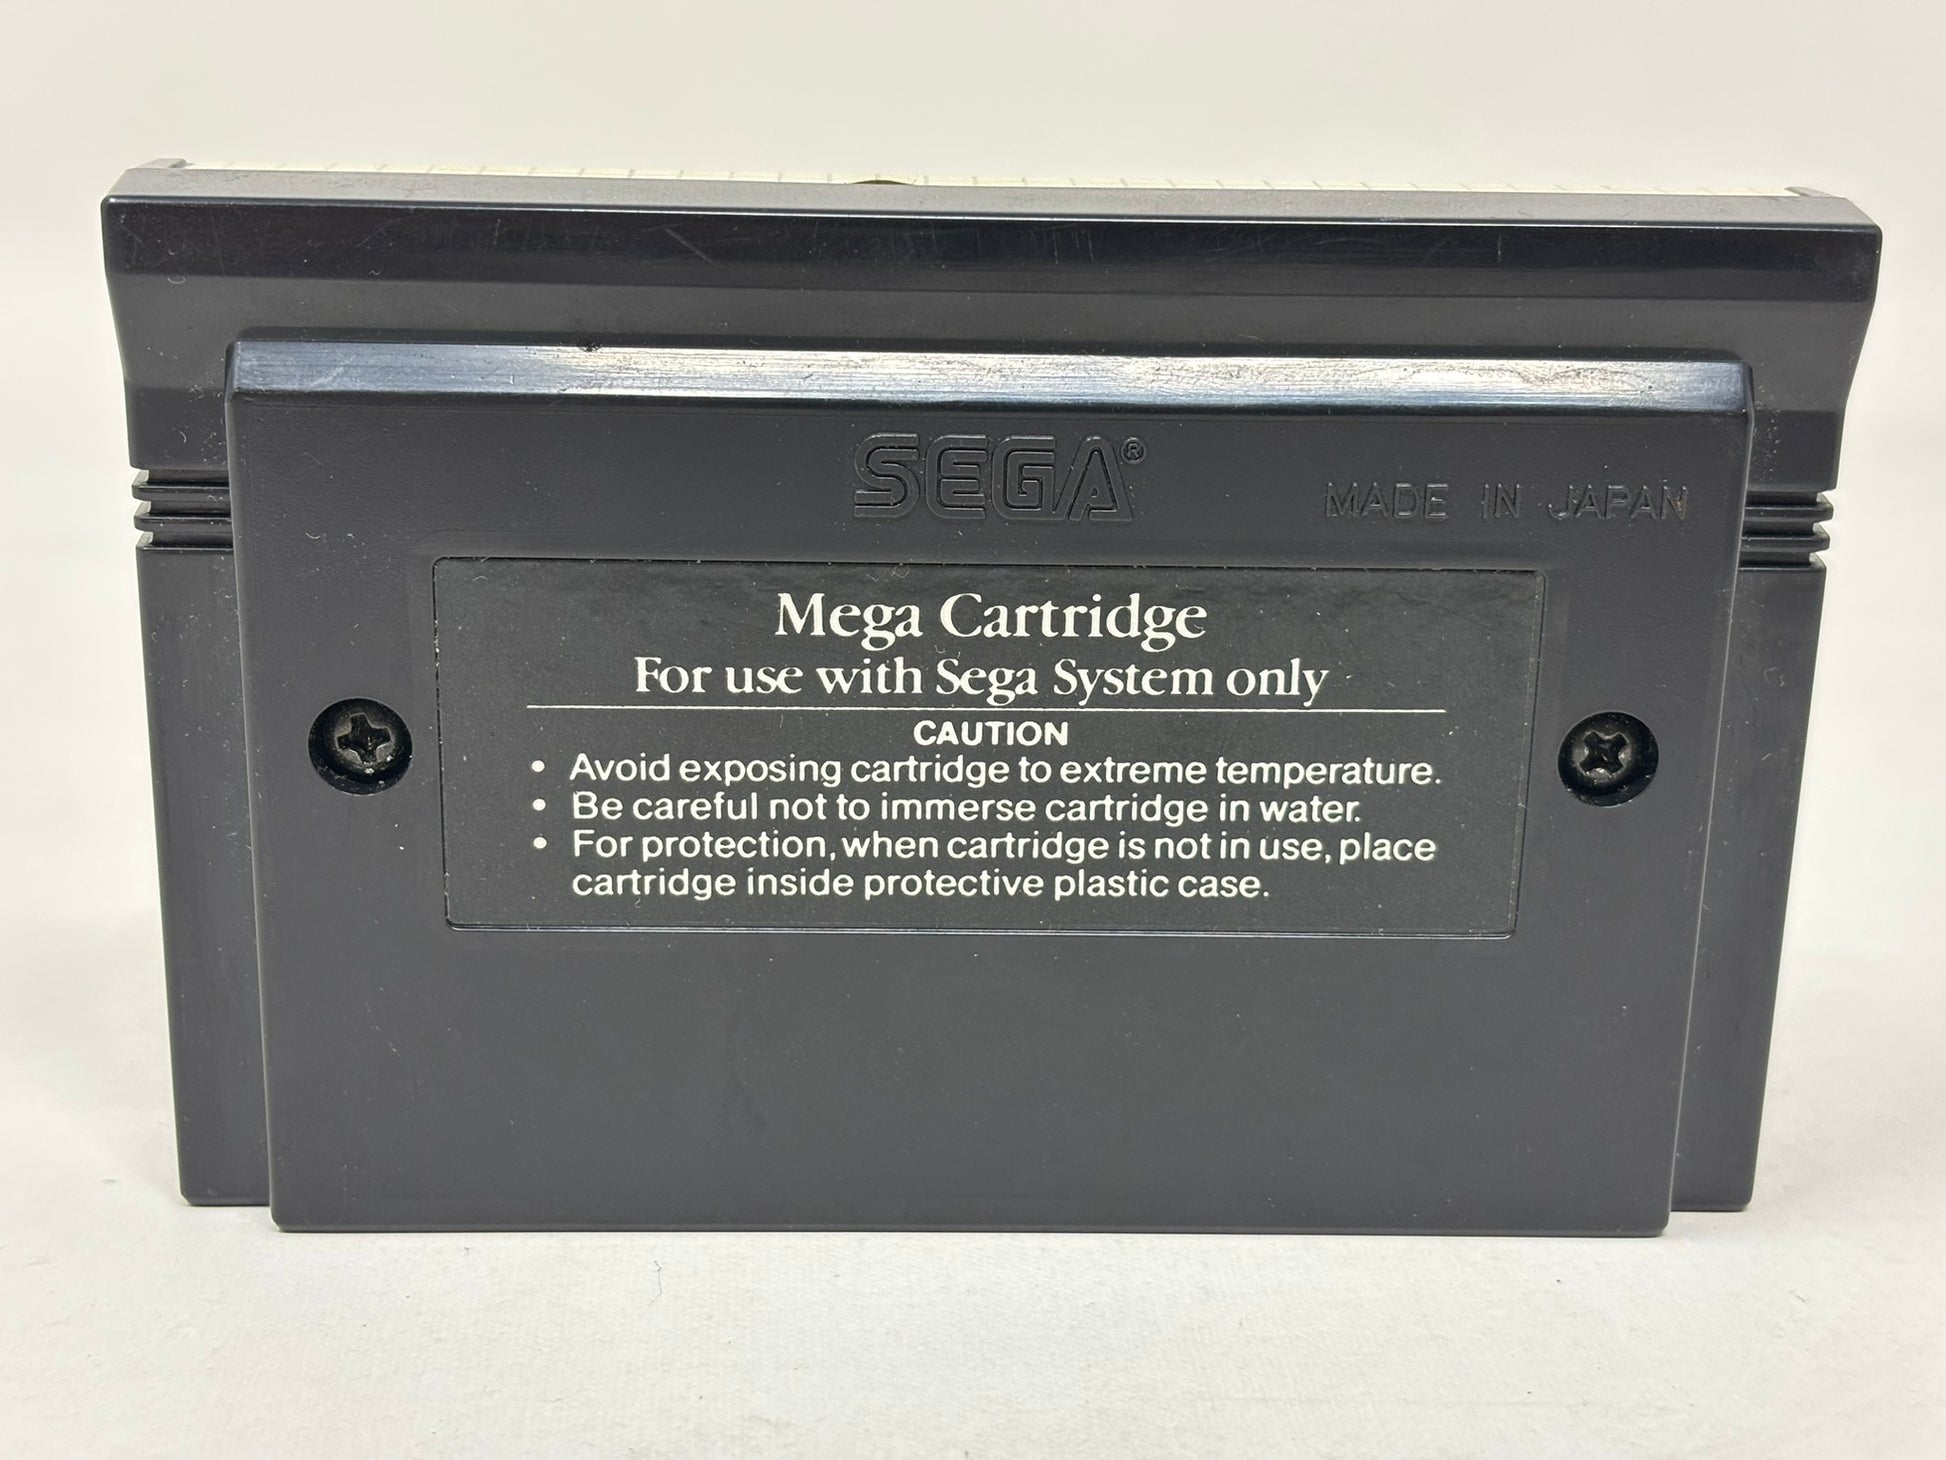 SEGA®
MADE IN JAPAN
Mega Cartridge
For use with Sega System only
CAUTION
• Avoid exposing cartridge to extreme temperature.
• Be careful not to immerse cartridge in water.
• For protection, when cartridge is not in use, place
cartridge inside protective plastic case.